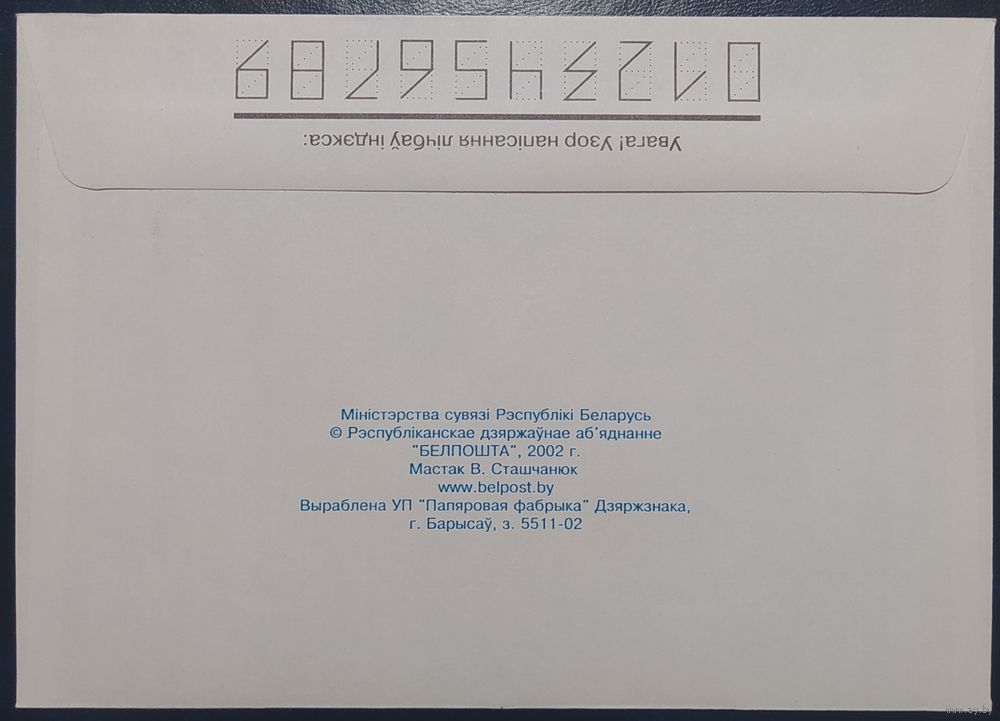 Увага! Узор напісання лічбаў індэкса:
0123456789
Міністэрства сувязі Рэспублікі Беларусь
© Рэспубліканскае дзяржаўнае аб'яднанне
"БЕЛПОШТА", 2002 г.
Мастак В. Сташчанюк
www.belpost.by
Выраблена УП "Папяровая фабрыка" Дзяржзнака,
г. Барысаў, з. 5511-02